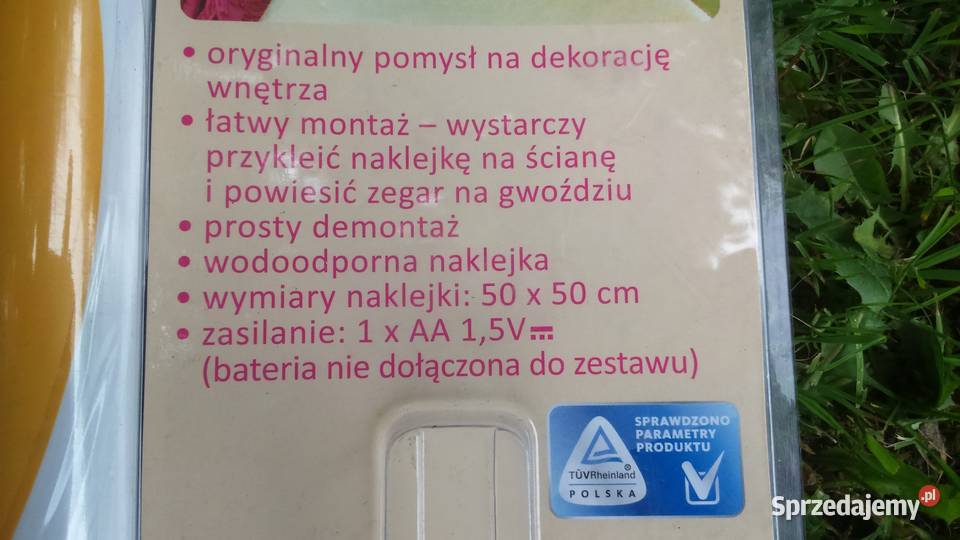 • oryginalny pomysł na dekorację
wnętrza
• łatwy montaż – wystarczy
przykleić naklejkę na ścianę
i powiesić zegar na gwoździu
• prosty demontaż
• wodoodporna naklejka
• wymiary naklejki: 50 x 50 cm
• zasilanie: 1 x AA 1,5V⎓
(bateria nie dołączona do zestawu)
SPRAWDZONO
PARAMETRY
PRODUKTU
TÜVRheinland®
POLSKA
Sprzedajemy.pl